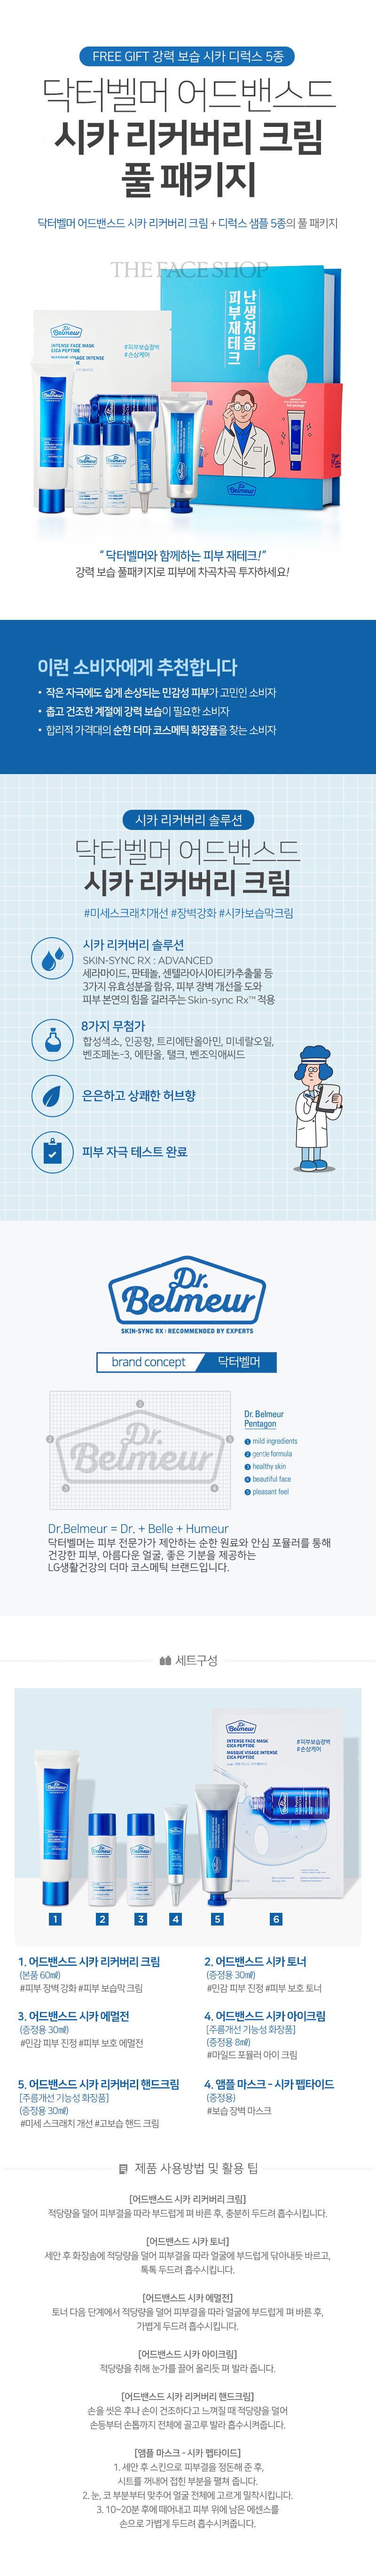 FREE GIFT 강력 보습 시카 디럭스 5종
닥터벨머 어드밴스드
시카 리커버리 크림
풀 패키지
닥터벨머 어드밴스드 시카 리커버리 크림 + 디럭스 샘플 5종의 풀 패키지
THE FACE SHOP
Dr. Belmeur
INTENSE FACE MASK
CICA PEPTIDE
#피부보습장벽
#손상케어
난생처음
피부재테크
Dr. Belmeur
“ 닥터벨머와 함께하는 피부 재테크!”
강력 보습 풀패키지로 피부에 차곡차곡 투자하세요!
이런 소비자에게 추천합니다
• 작은 자극에도 쉽게 손상되는 민감성 피부가 고민인 소비자
• 춥고 건조한 계절에 강력 보습이 필요한 소비자
• 합리적 가격대의 순한 더마 코스메틱 화장품을 찾는 소비자
시카 리커버리 솔루션
닥터벨머 어드밴스드
시카 리커버리 크림
#미세스크래치개선 #장벽강화 #시카보습막크림
시카 리커버리 솔루션
SKIN-SYNC RX : ADVANCED
세라마이드, 판테놀, 센텔라아시아티카추출물 등
3가지 유효성분을 함유, 피부 장벽 개선을 도와
피부 본연의 힘을 길러주는 Skin-sync Rx™ 적용
8가지 무첨가
합성색소, 인공향, 트리에탄올아민, 미네랄오일,
벤조페논-3, 에탄올, 탤크, 벤조익애씨드
은은하고 상쾌한 허브향
피부 자극 테스트 완료
Dr. Belmeur
SKIN-SYNC RX : RECOMMENDED BY EXPERTS
brand concept 닥터벨머
Dr. Belmeur
1
2
3
4
5
Dr. Belmeur
Pentagon
1 mild ingredients
2 gentle formula
3 healthy skin
4 beautiful face
5 pleasant feel
Dr.Belmeur = Dr. + Belle + Humeur
닥터벨머는 피부 전문가가 제안하는 순한 원료와 안심 포뮬러를 통해
건강한 피부, 아름다운 얼굴, 좋은 기분을 제공하는
LG생활건강의 더마 코스메틱 브랜드입니다.
세트구성
Dr. Belmeur
INTENSE FACE MASK
CICA PEPTIDE
MASQUE VISAGE INTENSE
CICA PEPTIDE
#피부보습장벽
#손상케어
1 2 3 4 5 6
1. 어드밴스드 시카 리커버리 크림
(본품 60㎖)
#피부 장벽 강화 #피부 보습막 크림
2. 어드밴스드 시카 토너
(증정용 30㎖)
#민감 피부 진정 #피부 보호 토너
3. 어드밴스드 시카 에멀전
(증정용 30㎖)
#민감 피부 진정 #피부 보호 에멀전
4. 어드밴스드 시카 아이크림
[주름개선 기능성 화장품]
(증정용 8㎖)
#마일드 포뮬러 아이 크림
5. 어드밴스드 시카 리커버리 핸드크림
[주름개선 기능성 화장품]
(증정용 30㎖)
#미세 스크래치 개선 #고보습 핸드 크림
4. 앰플 마스크 - 시카 펩타이드
(증정용)
#보습 장벽 마스크
제품 사용방법 및 활용 팁
[어드밴스드 시카 리커버리 크림]
적당량을 덜어 피부결을 따라 부드럽게 펴 바른 후, 충분히 두드려 흡수시킵니다.
[어드밴스드 시카 토너]
세안 후 화장솜에 적당량을 덜어 피부결을 따라 얼굴에 부드럽게 닦아내듯 바르고,
톡톡 두드려 흡수시킵니다.
[어드밴스드 시카 에멀전]
토너 다음 단계에서 적당량을 덜어 피부결을 따라 얼굴에 부드럽게 펴 바른 후,
가볍게 두드려 흡수시킵니다.
[어드밴스드 시카 아이크림]
적당량을 취해 눈가를 끌어 올리듯 펴 발라 줍니다.
[어드밴스드 시카 리커버리 핸드크림]
손을 씻은 후나 손이 건조하다고 느껴질 때 적당량을 덜어
손등부터 손톱까지 전체에 골고루 발라 흡수시켜줍니다.
[앰플 마스크 - 시카 펩타이드]
1. 세안 후 스킨으로 피부결을 정돈해 준 후,
시트를 꺼내어 접힌 부분을 펼쳐 줍니다.
2. 눈, 코 부분부터 맞추어 얼굴 전체에 고르게 밀착시킵니다.
3. 10~20분 후에 떼어내고 피부 위에 남은 에센스를
손으로 가볍게 두드려 흡수시켜줍니다.